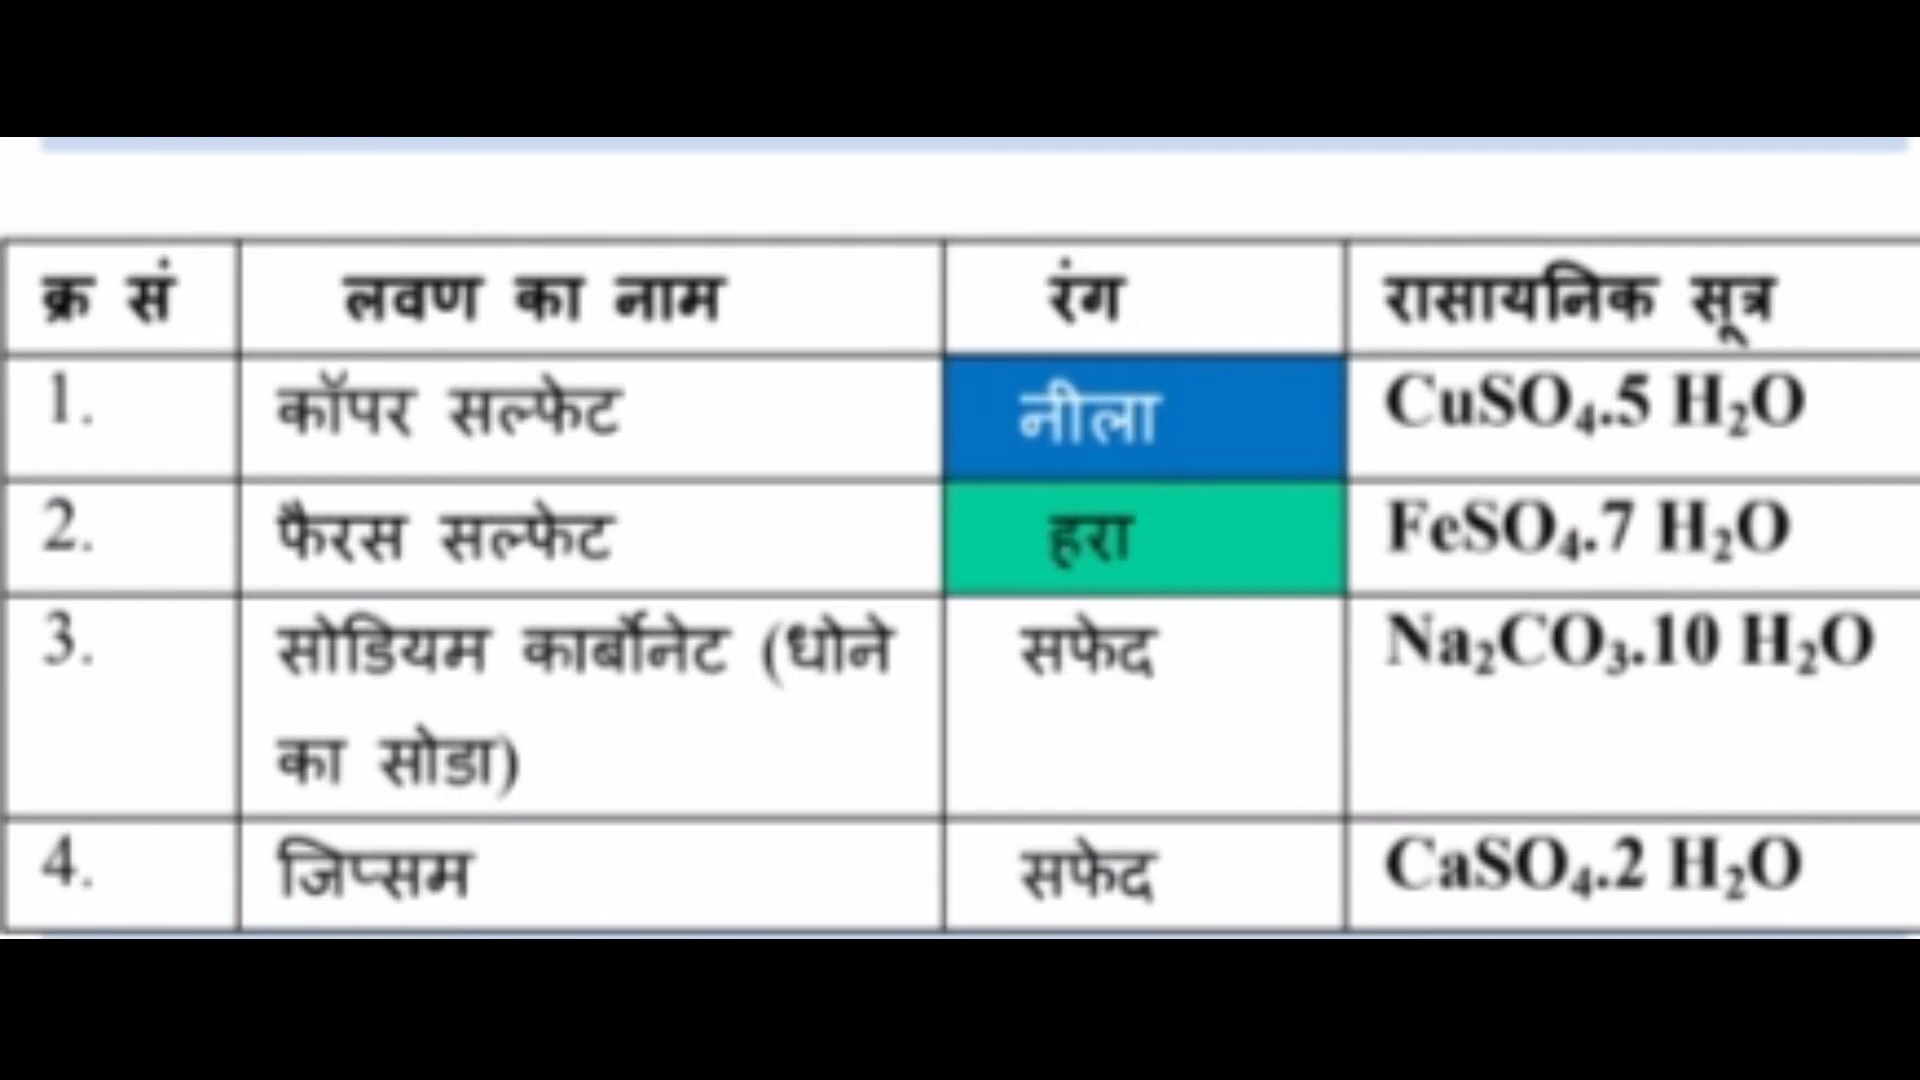 क्र सं लवण का नाम रंग रासायनिक सूत्र
1. कॉपर सल्फेट नीला CuSO₄.5 H₂O
2. फैरस सल्फेट हरा FeSO₄.7 H₂O
3. सोडियम कार्बोनेट (धोने सफेद Na₂CO₃.10 H₂O
का सोडा)
4. जिप्सम सफेद CaSO₄.2 H₂O